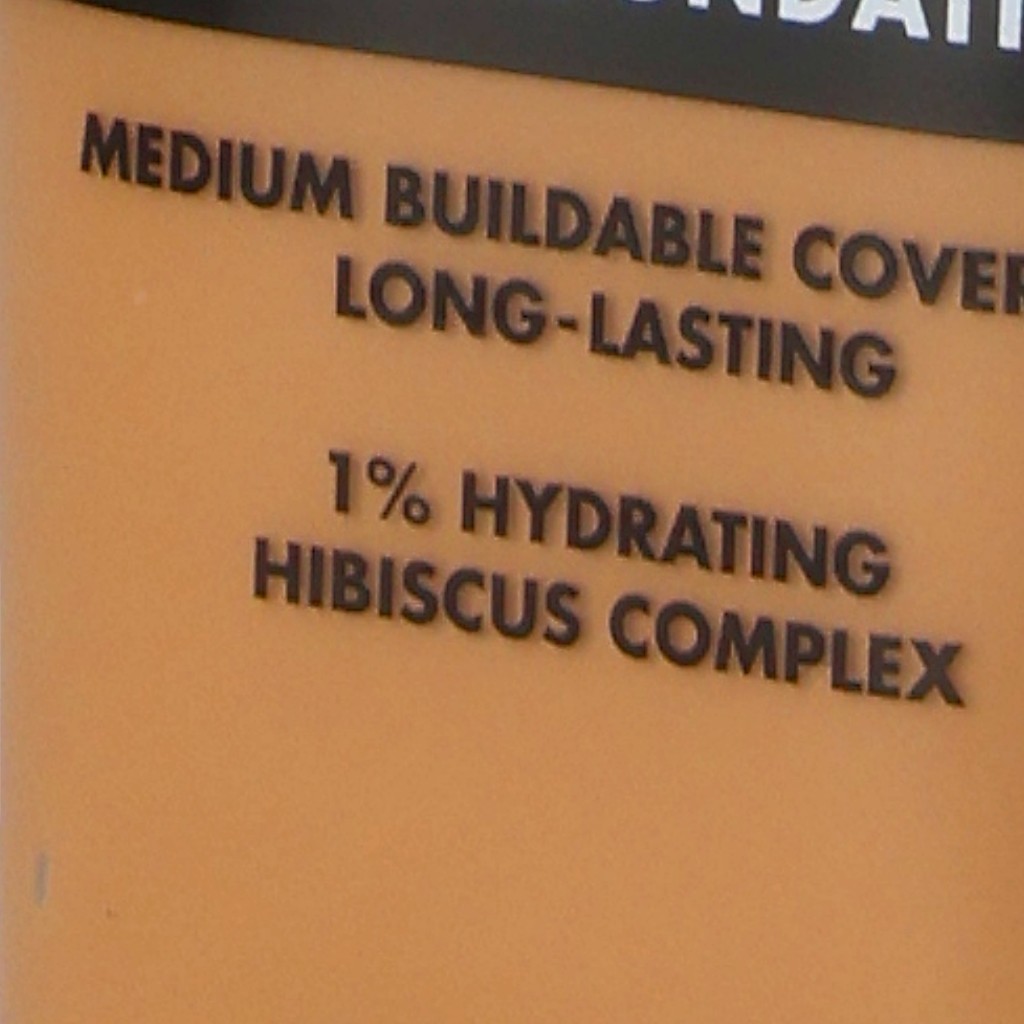 MEDIUM BUILDABLE COVER
LONG-LASTING
1% HYDRATING
HIBISCUS COMPLEX